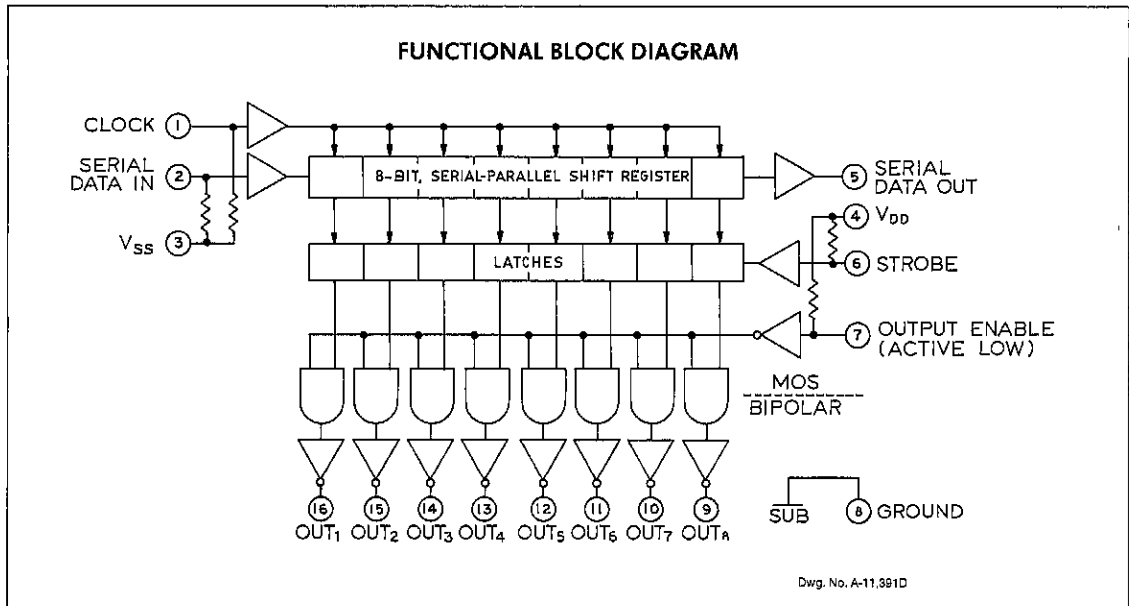 FUNCTIONAL BLOCK DIAGRAM
CLOCK 1
SERIAL DATA IN 2
VSS 3
8-BIT, SERIAL-PARALLEL SHIFT REGISTER
5 SERIAL DATA OUT
4 VDD
LATCHES
6 STROBE
7 OUTPUT ENABLE
(ACTIVE LOW)
MOS
BIPOLAR
16 15 14 13 12 11 10 9
OUT1 OUT2 OUT3 OUT4 OUT5 OUT6 OUT7 OUT8
SUB
8 GROUND
Dwg. No. A-11,391D